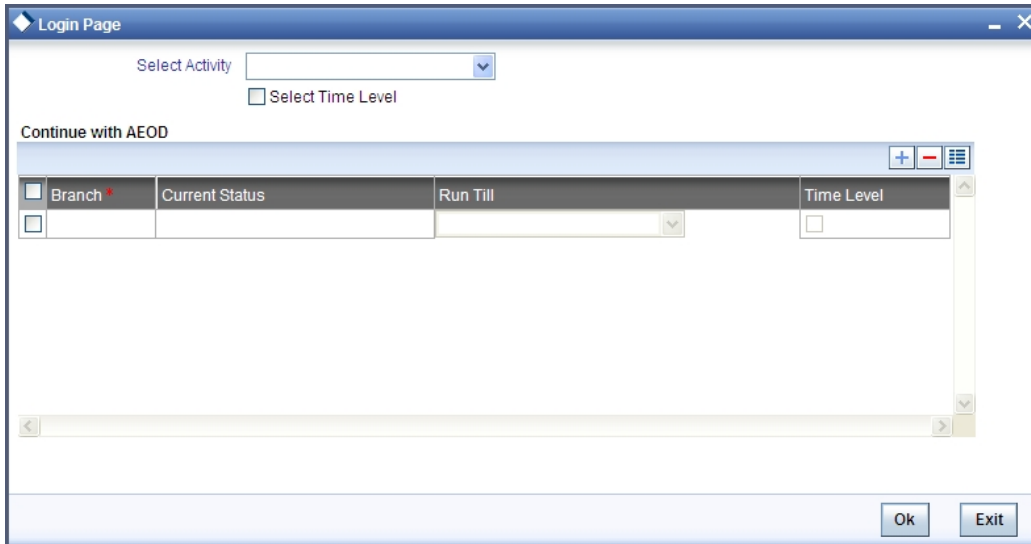 Login Page
Select Activity
Select Time Level
Continue with AEOD
Branch * Current Status Run Till Time Level
Ok Exit